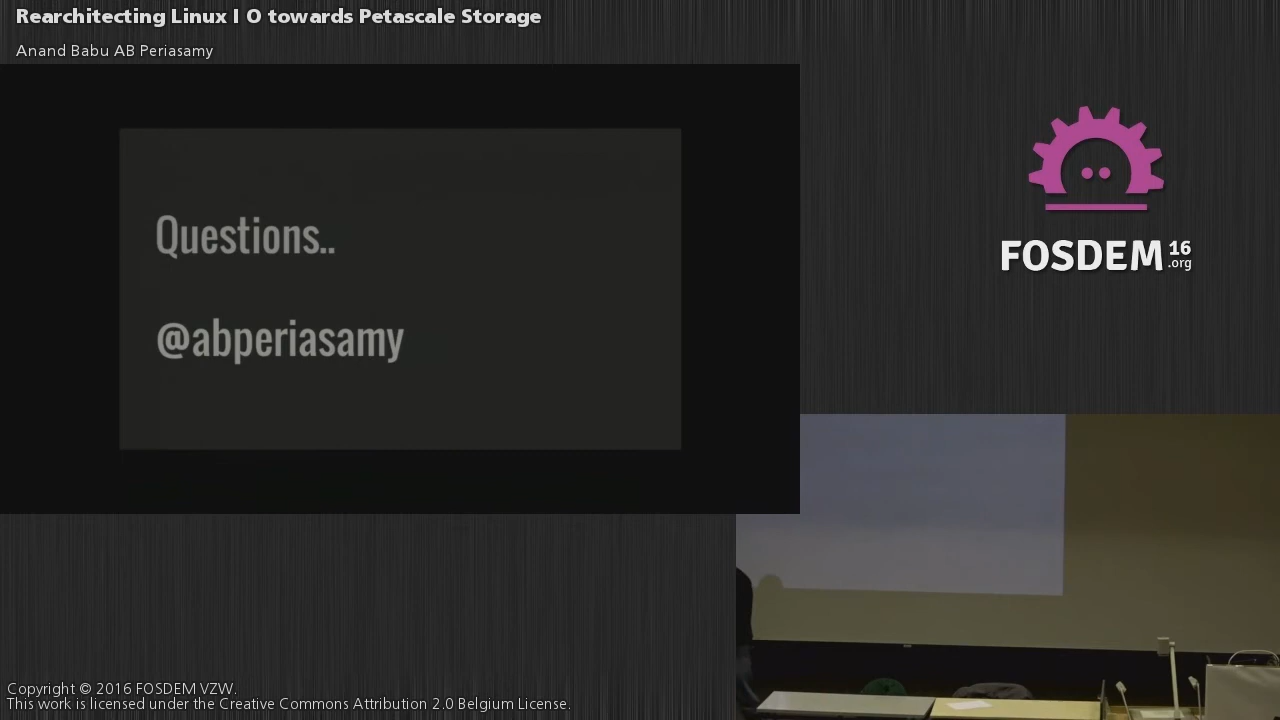 Rearchitecting Linux I O towards Petascale Storage
Anand Babu AB Periasamy
Questions..
@abperiasamy
FOSDEM 16
.org
Copyright © 2016 FOSDEM VZW.
This work is licensed under the Creative Commons Attribution 2.0 Belgium License.